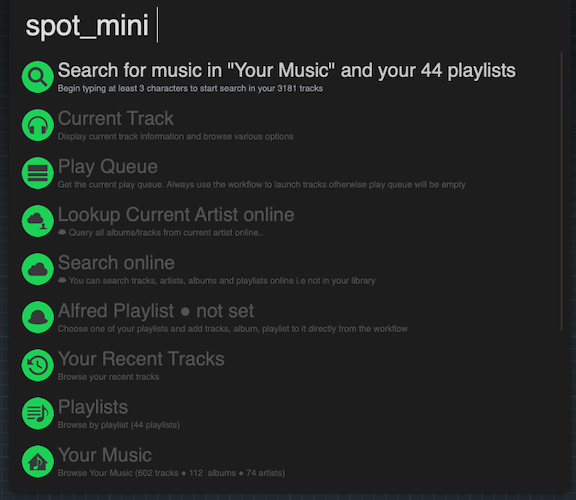 spot_mini
Search for music in "Your Music" and your 44 playlists
Begin typing at least 3 characters to start search in your 3181 tracks
Current Track
Display current track information and browse various options
Play Queue
Get the current play queue. Always use the workflow to launch tracks otherwise play queue will be empty
Lookup Current Artist online
☁ Query all albums/tracks from current artist online..
Search online
☁ You can search tracks, artists, albums and playlists online i.e not in your library
Alfred Playlist ● not set
Choose one of your playlists and add tracks, album, playlist to it directly from the workflow
Your Recent Tracks
Browse your recent tracks
Playlists
Browse by playlist (44 playlists)
Your Music
Browse Your Music (602 tracks ● 112 albums ● 74 artists)